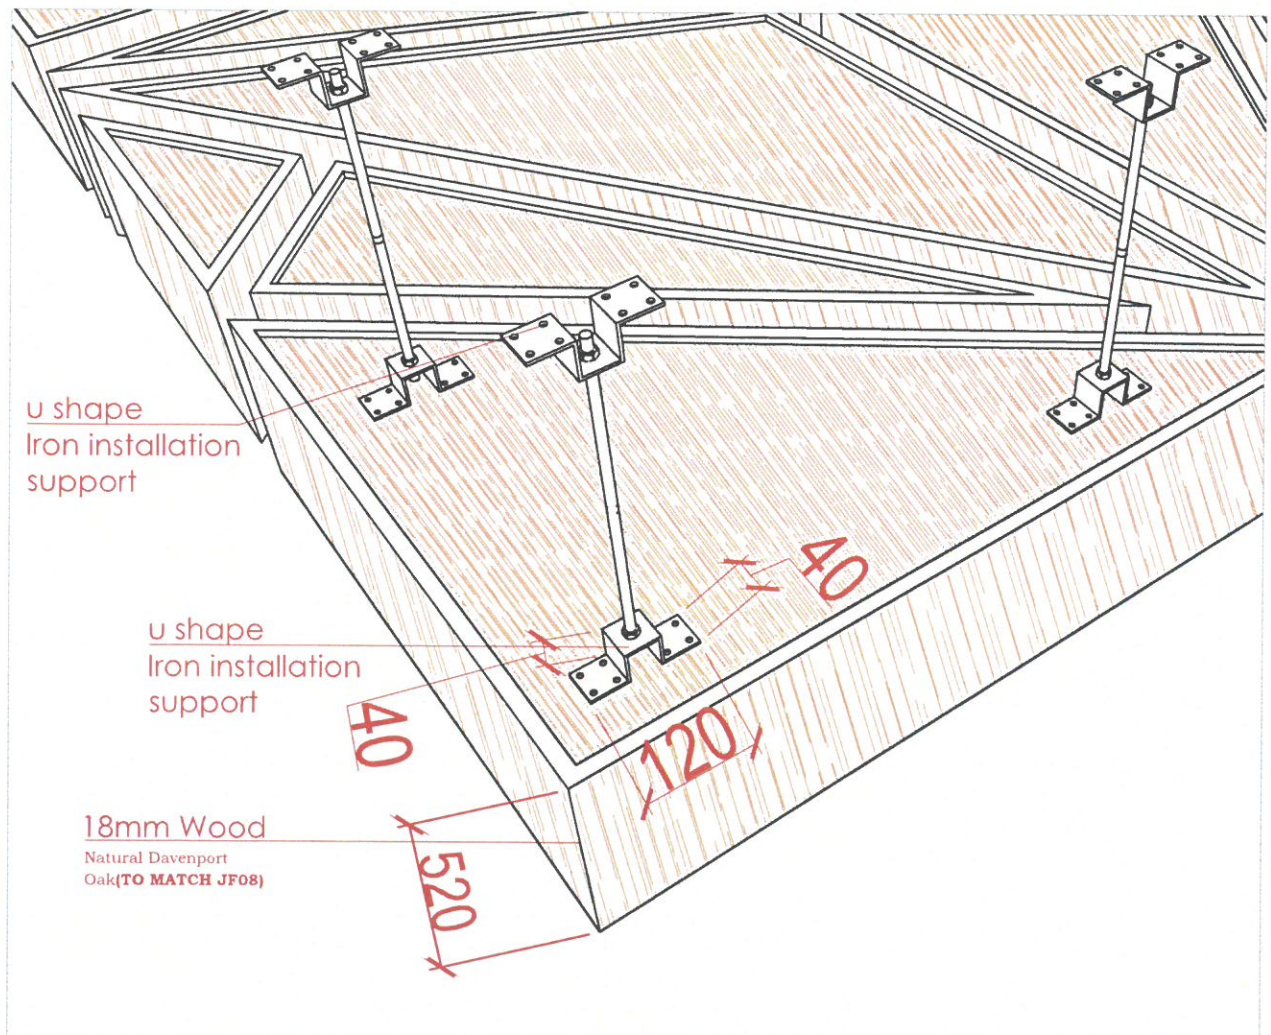 u shape
Iron installation
support
40
u shape
Iron installation
support
40
120
18mm Wood
Natural Davenport
Oak(TO MATCH JF08)
520